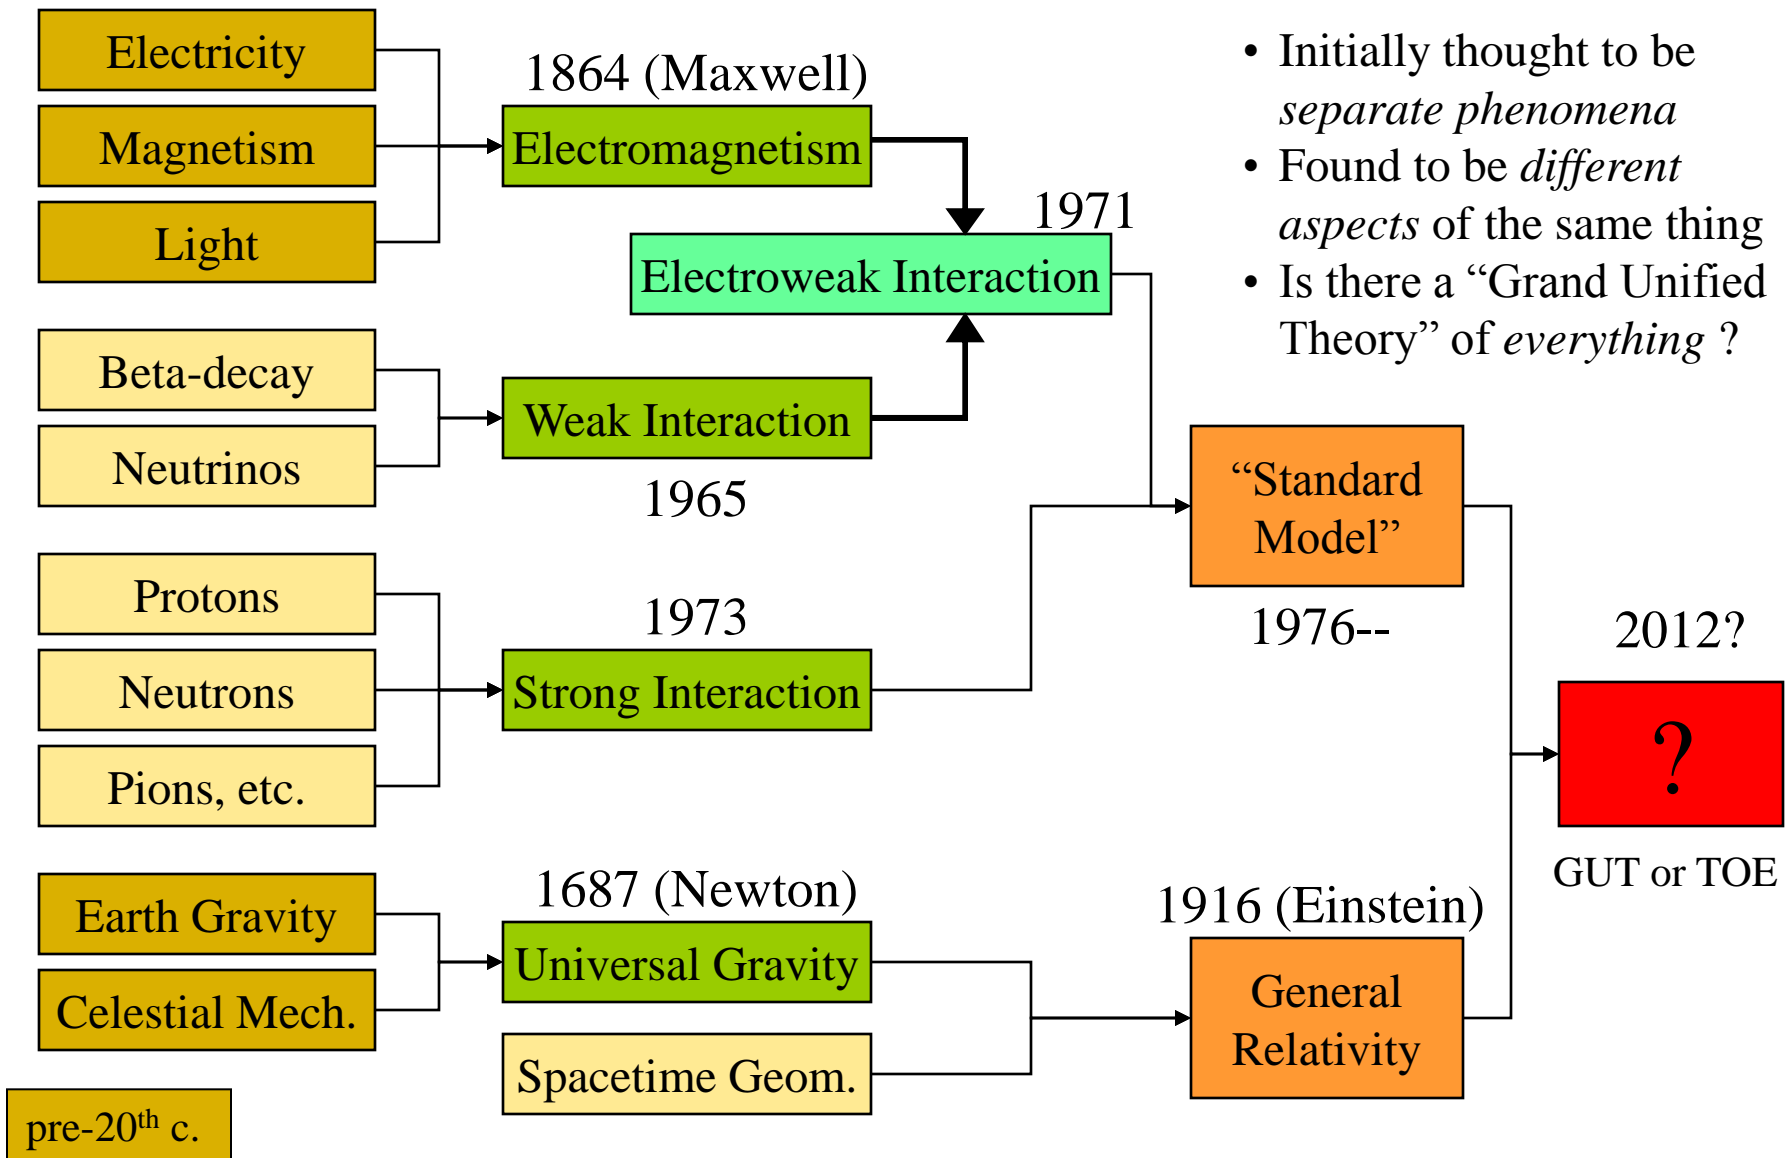 Electricity
Magnetism
Light
1864 (Maxwell)
Electromagnetism
1971
Electroweak Interaction
• Initially thought to be
separate phenomena
• Found to be different
aspects of the same thing
• Is there a “Grand Unified
Theory” of everything ?
Beta-decay
Neutrinos
Weak Interaction
1965
“Standard
Model”
1976--
Protons
Neutrons
Pions, etc.
1973
Strong Interaction
2012?
?
GUT or TOE
Earth Gravity
Celestial Mech.
1687 (Newton)
Universal Gravity
Spacetime Geom.
1916 (Einstein)
General
Relativity
pre-20th c.